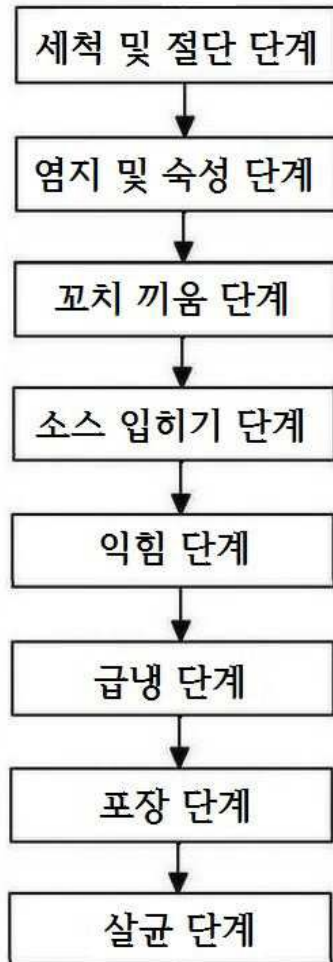 세척 및 절단 단계
염지 및 숙성 단계
꼬치 끼움 단계
소스 입히기 단계
익힘 단계
급냉 단계
포장 단계
살균 단계